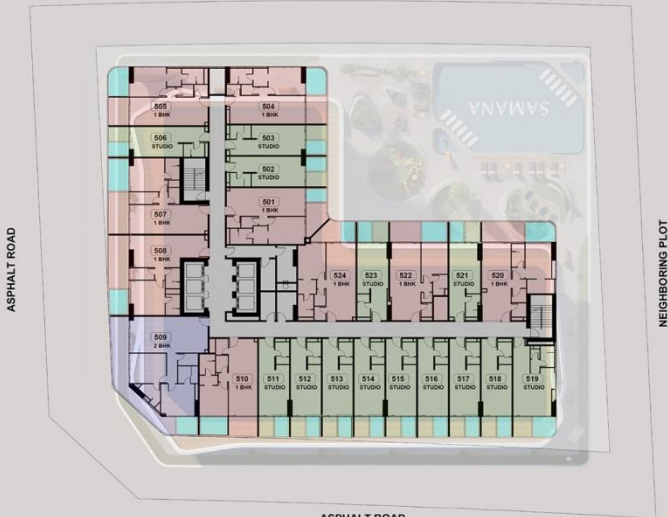 505
1 BHK
504
1 BHK
506
STUDIO
503
STUDIO
502
STUDIO
501
1 BHK
507
1 BHK
508
1 BHK
524
1 BHK
523
STUDIO
522
1 BHK
521
STUDIO
520
1 BHK
509
2 BHK
510
1 BHK
511
STUDIO
512
STUDIO
513
STUDIO
514
STUDIO
515
STUDIO
516
STUDIO
517
STUDIO
518
STUDIO
519
STUDIO
SAMANA
ASPHALT ROAD
NEIGHBORING PLOT
ASPHALT ROAD